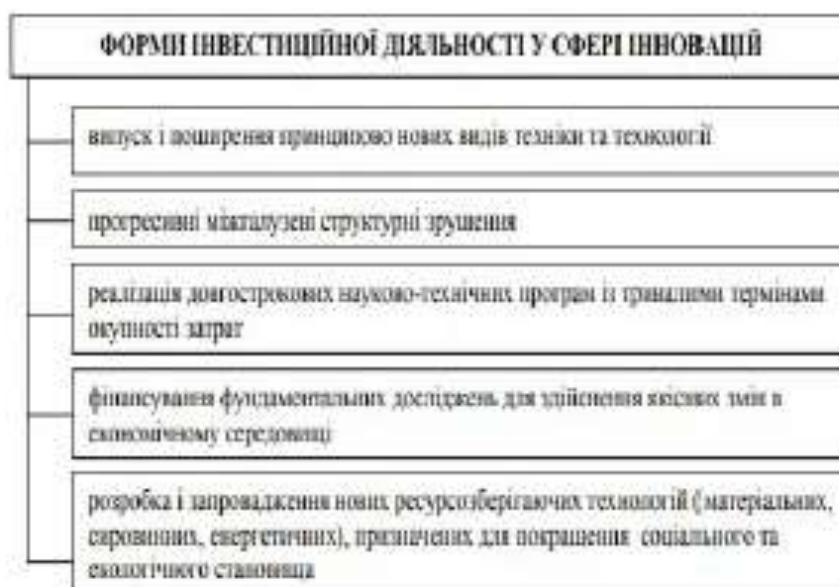 ФОРМИ ІНВЕСТИЦІЙНОЇ ДІЯЛЬНОСТІ У СФЕРІ ІННОВАЦІЙ
випуск і поширення принципово нових видів техніки та технології
прогресивні міжгалузеві структурні зрушення
реалізація довгострокових науково-технічних програм із тривалими термінами
окупності затрат
фінансування фундаментальних досліджень для здійснення якісних змін в
економічному середовищі
розробка і запровадження нових ресурсозберігаючих технологій (матеріальних,
сировинних, енергетичних), призначених для покращення соціального та
екологічного становища